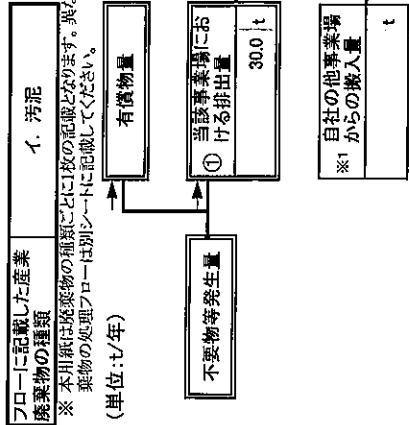 フローに記載した産業
廃棄物の種類
イ. 汚泥
※ 本用紙は廃棄物の種類ごとに1枚の記載となります。異な
棄物の処理フローは別シートに記載してください。
(単位:t/年)
有償物量
不要物等発生量
① 当該事業場にお
ける排出量
30.0 t
※1 自社の他事業場
からの搬入量
t